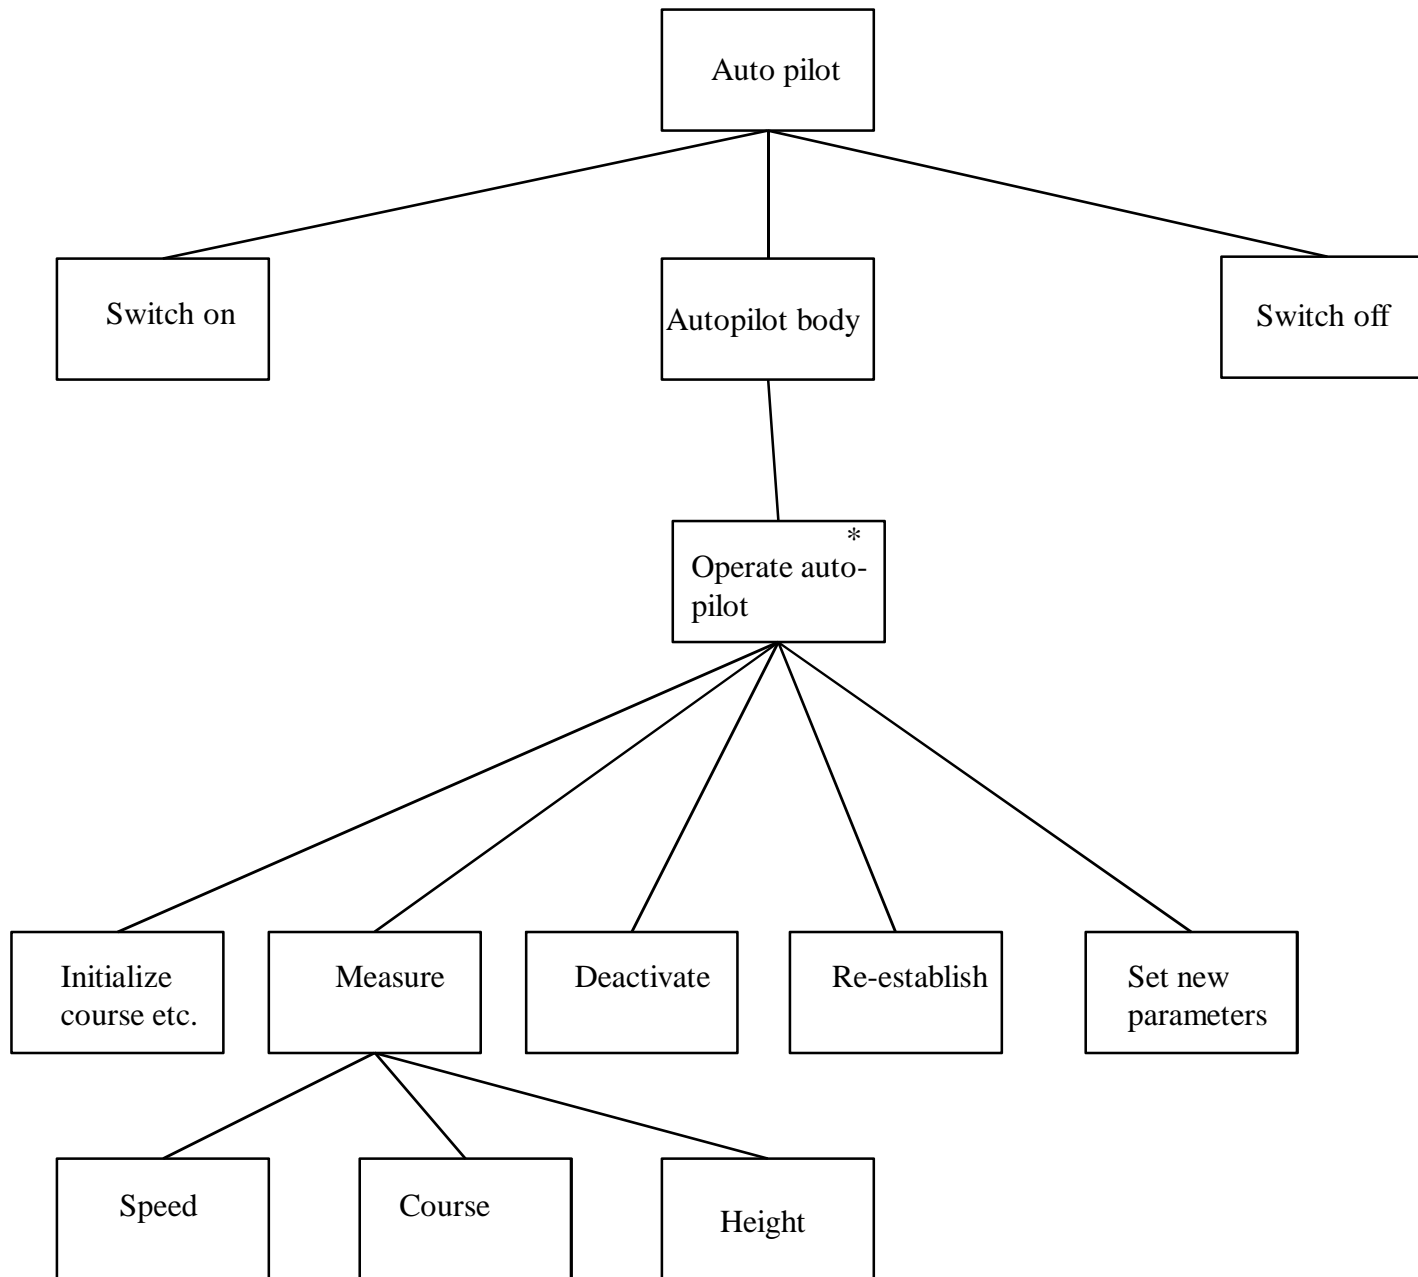 Auto pilot
Switch on
Autopilot body
Switch off
*
Operate auto-
pilot
Initialize
course etc.
Measure
Deactivate
Re-establish
Set new
parameters
Speed
Course
Height